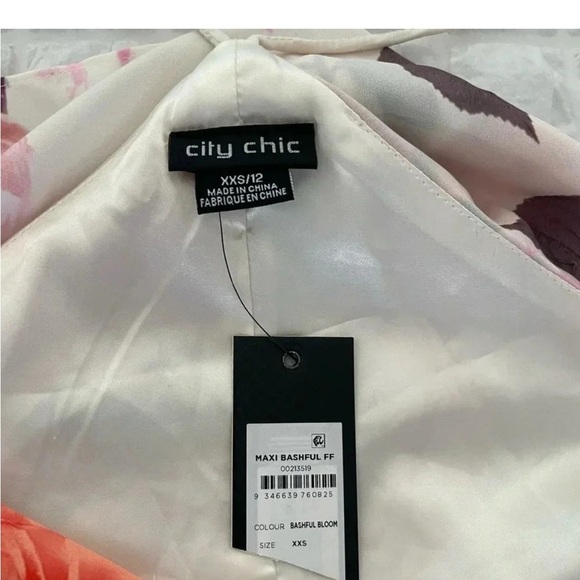 city chic
XXS/12
MADE IN CHINA
FABRIQUE EN CHINE
MAXI BASHFUL FF
00213519
9 346639 760825
COLOUR BASHFUL BLOOM
SIZE XXS